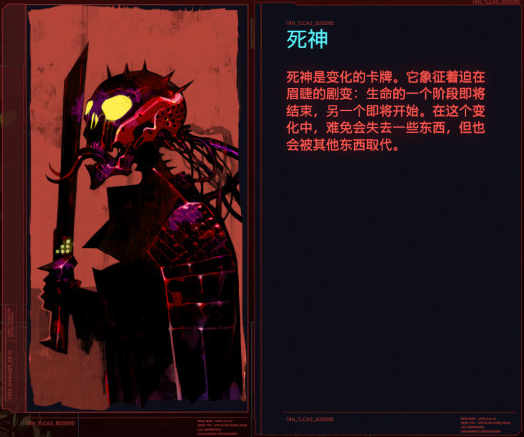 TRN_TLCAS_800095
死神
死神是变化的卡牌。它象征着迫在
眉睫的剧变：生命的一个阶段即将
结束，另一个即将开始。在这个变
化中，难免会失去一些东西，但也
会被其他东西取代。
TRN_TLCAS_800095